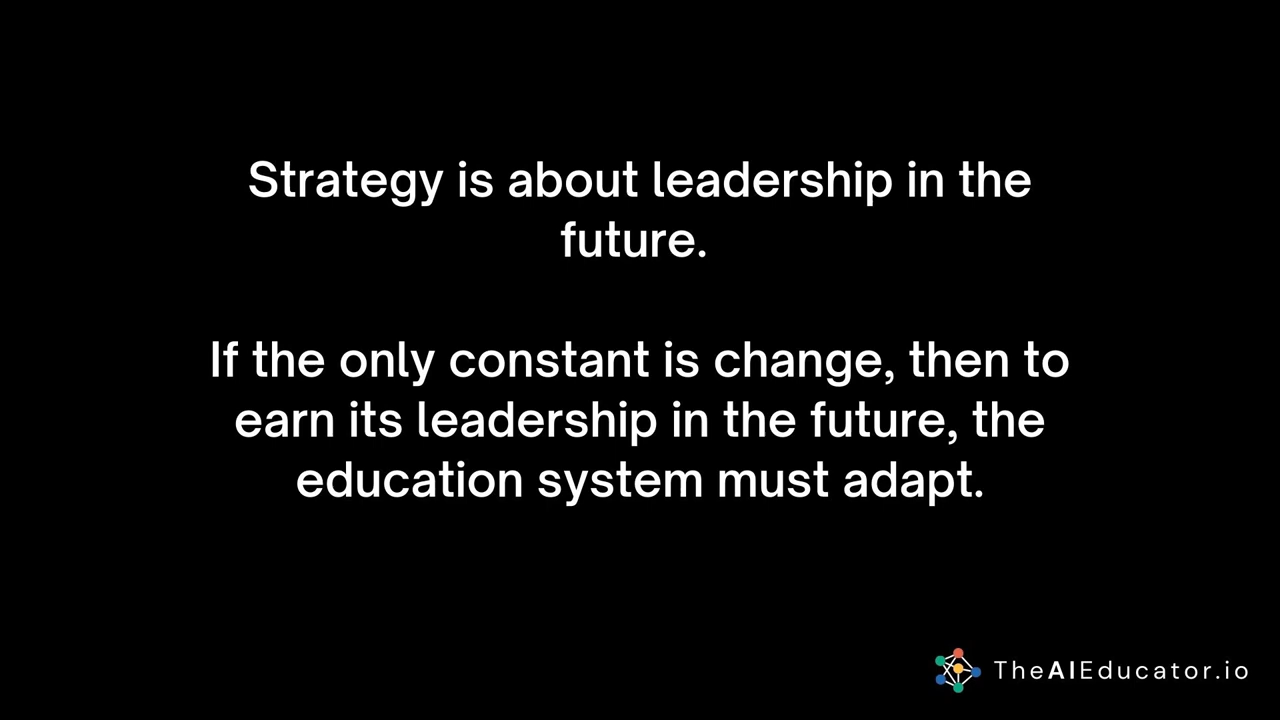 Strategy is about leadership in the
future.
If the only constant is change, then to
earn its leadership in the future, the
education system must adapt.
TheAIEducator.io